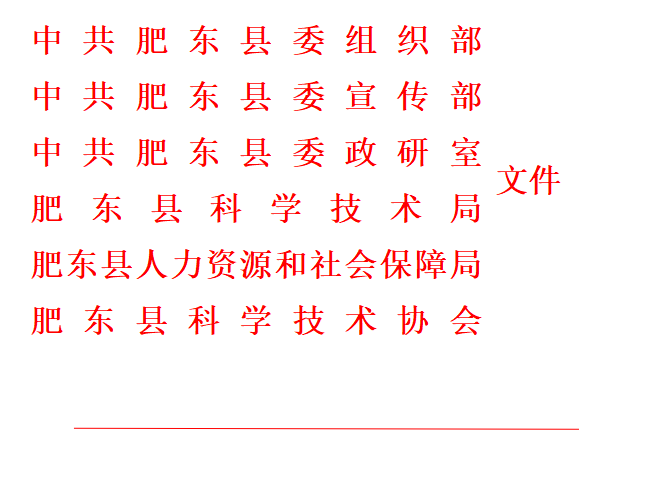 中共肥东县委组织部
中共肥东县委宣传部
中共肥东县委政研室
文件
肥东县科学技术局
肥东县人力资源和社会保障局
肥东县科学技术协会